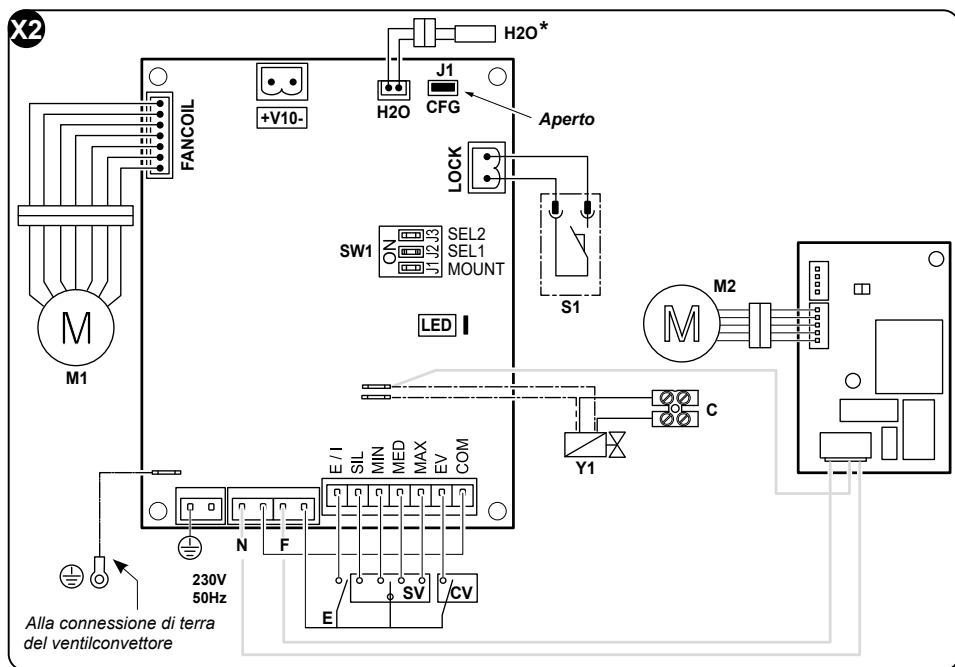 X2
H2O*
J1
H2O
CFG
Aperto
+V10-
FANCOIL
LOCK
SW1
ON
J3
J2
J1
SEL2
SEL1
MOUNT
S1
M2
M
LED
M
M1
C
Y1
E / I
SIL
MIN
MED
MAX
EV
COM
N
F
230V
50Hz
E
SV
CV
Alla connessione di terra
del ventilconvettore